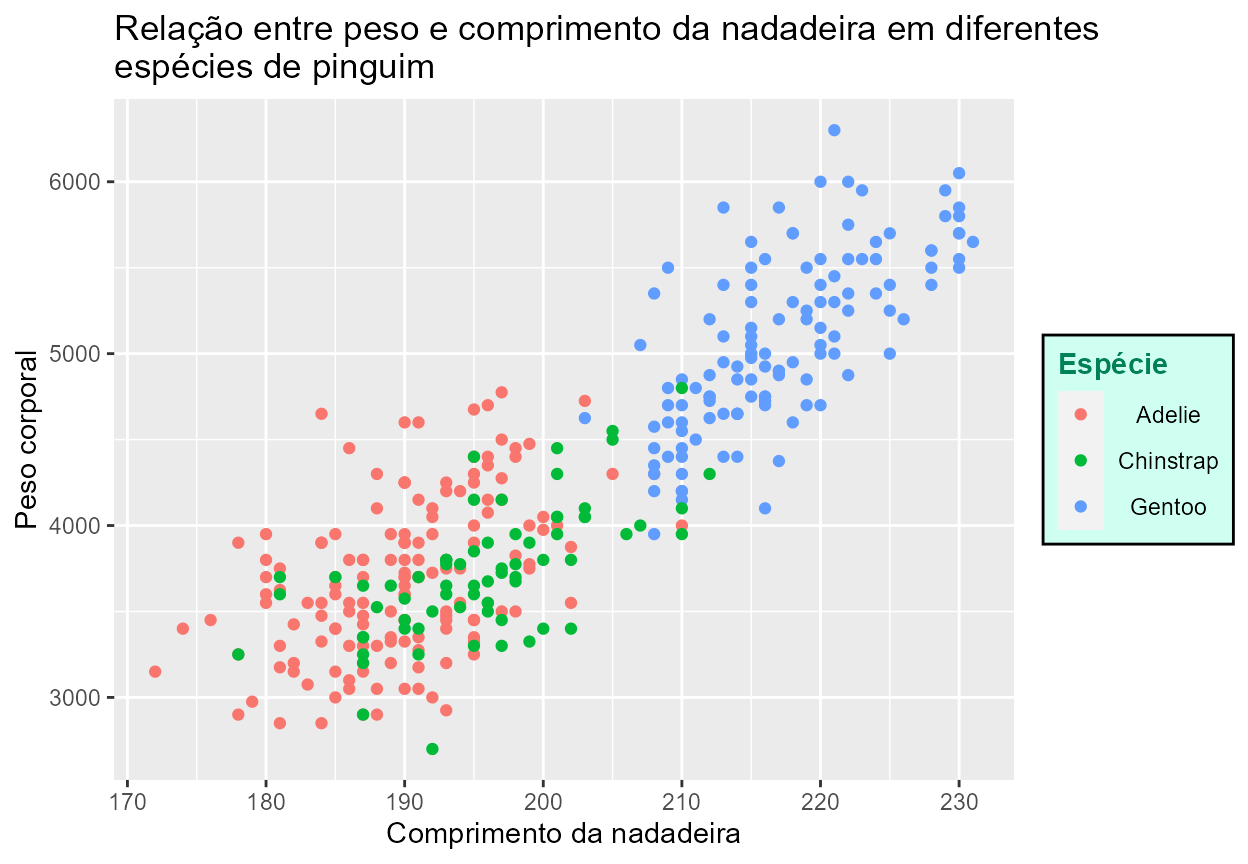 Relação entre peso e comprimento da nadadeira em diferentes
espécies de pinguim
Peso corporal
6000
5000
4000
3000
170 180 190 200 210 220 230
Comprimento da nadadeira
Espécie
Adelie
Chinstrap
Gentoo